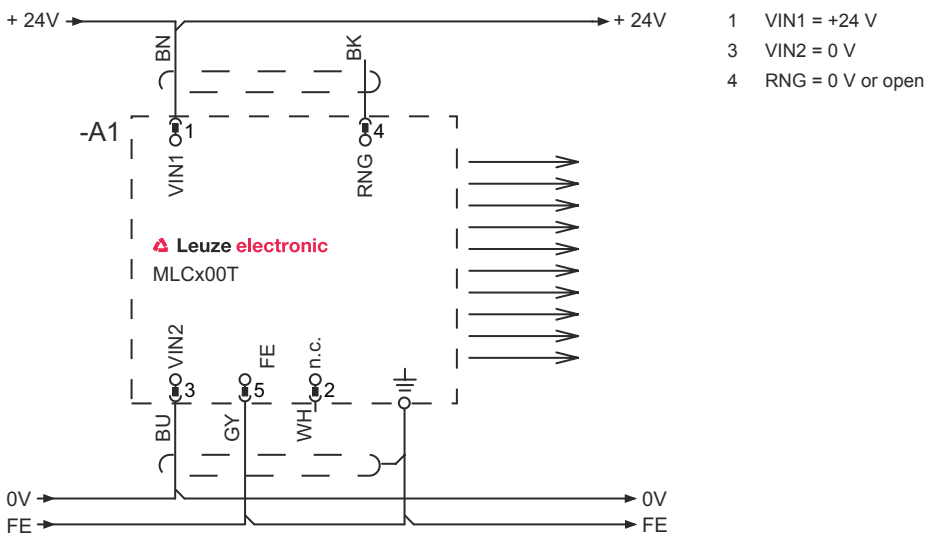 + 24V
+ 24V
1 VIN1 = +24 V
3 VIN2 = 0 V
4 RNG = 0 V or open
BN
BK
-A1
1
4
VIN1
RNG
Leuze electronic
MLCx00T
VIN2
FE
n.c.
3
5
2
BU
GY
WH
0V
0V
FE
FE